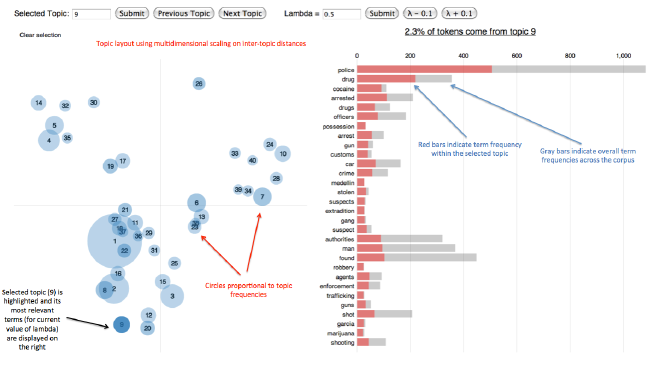 Selected Topic: 9 Submit Previous Topic Next Topic Lambda = 0.5 Submit λ - 0.1 λ + 0.1
Clear selection
Topic layout using multidimensional scaling on inter-topic distances
26
14
32
30
5
4
35
24
33
10
40
17
19
28
39
34
7
6
21
13
27
11
23
37
36
29
1
22
31
25
16
15
8
2
3
12
9
20
Circles proportional to topic
frequencies
Selected topic (9) is
highlighted and its
most relevant
terms (for current
value of lambda)
are displayed on
the right
2.3% of tokens come from topic 9
0 200 400 600 800 1,000
police
drug
cocaine
arrested
drugs
officers
possession
arrest
gun
customs
car
crime
medellin
stolen
suspects
extradition
gang
suspect
authorities
man
found
robbery
agents
enforcement
trafficking
guns
shot
garcia
marijuana
shooting
Red bars indicate term frequency
within the selected topic
Gray bars indicate overall term
frequencies across the corpus